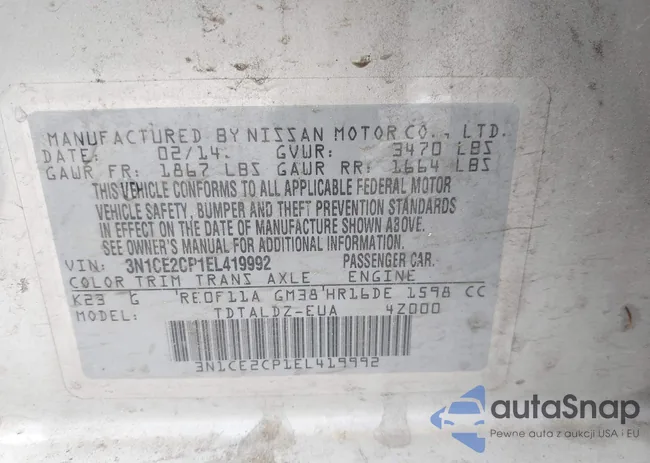 MANUFACTURED BY NISSAN MOTOR CO., LTD.
DATE: 02/14. GVWR: 3470 LBS
GAWR FR: 1867 LBS GAWR RR: 1664 LBS
THIS VEHICLE CONFORMS TO ALL APPLICABLE FEDERAL MOTOR
VEHICLE SAFETY, BUMPER AND THEFT PREVENTION STANDARDS
IN EFFECT ON THE DATE OF MANUFACTURE SHOWN ABOVE.
SEE OWNER'S MANUAL FOR ADDITIONAL INFORMATION.
VIN: 3N1CE2CP1EL419992 PASSENGER CAR.
COLOR TRIM TRANS AXLE ENGINE
K23 G RE0F11A GM38 HR16DE 1598 CC
MODEL: TDTALDZ-EUA 4Z000
3N1CE2CP1EL419992
autoSnap
Pewne auta z aukcji USA i EU